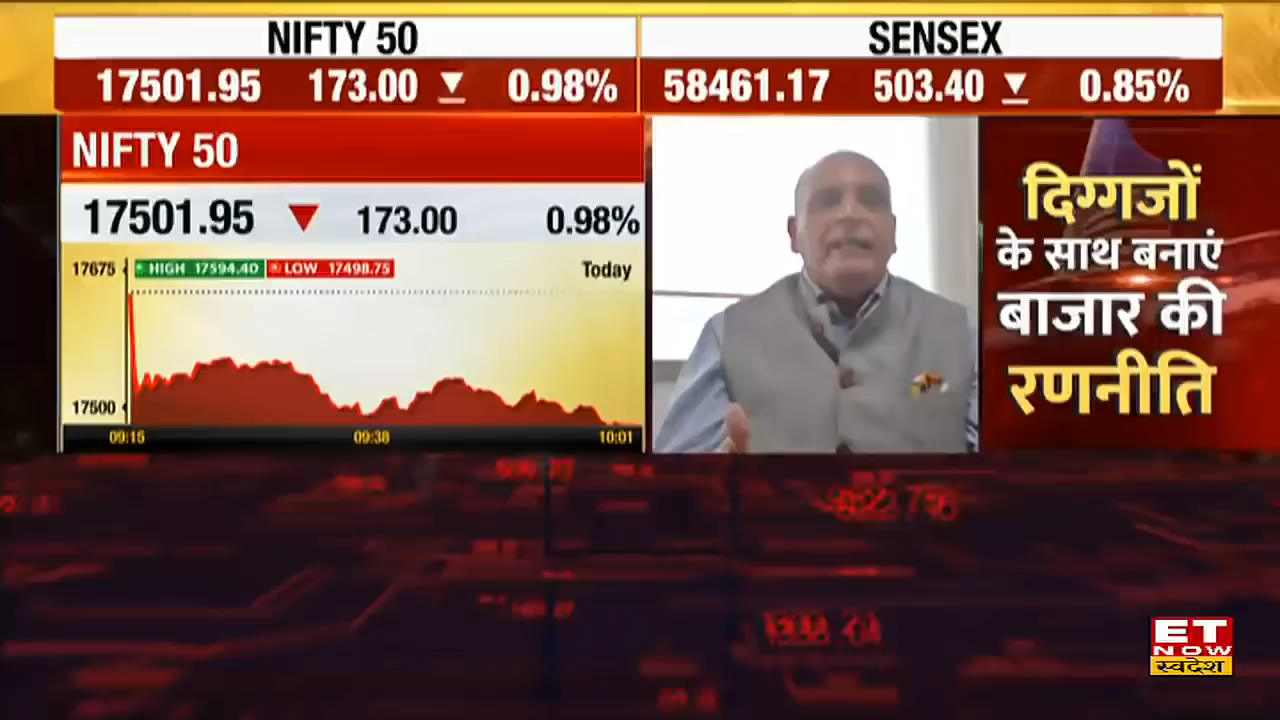 NIFTY 50
17501.95 173.00 ▼ 0.98%
SENSEX
58461.17 503.40 ▼ 0.85%
NIFTY 50
17501.95 ▼ 173.00 0.98%
17675 HIGH 17594.40 LOW 17498.75 Today
17500
09:15 09:38 10:01
दिग्गजों
के साथ बनाएं
बाजार की
रणनीति
ET
NOW
स्वदेश